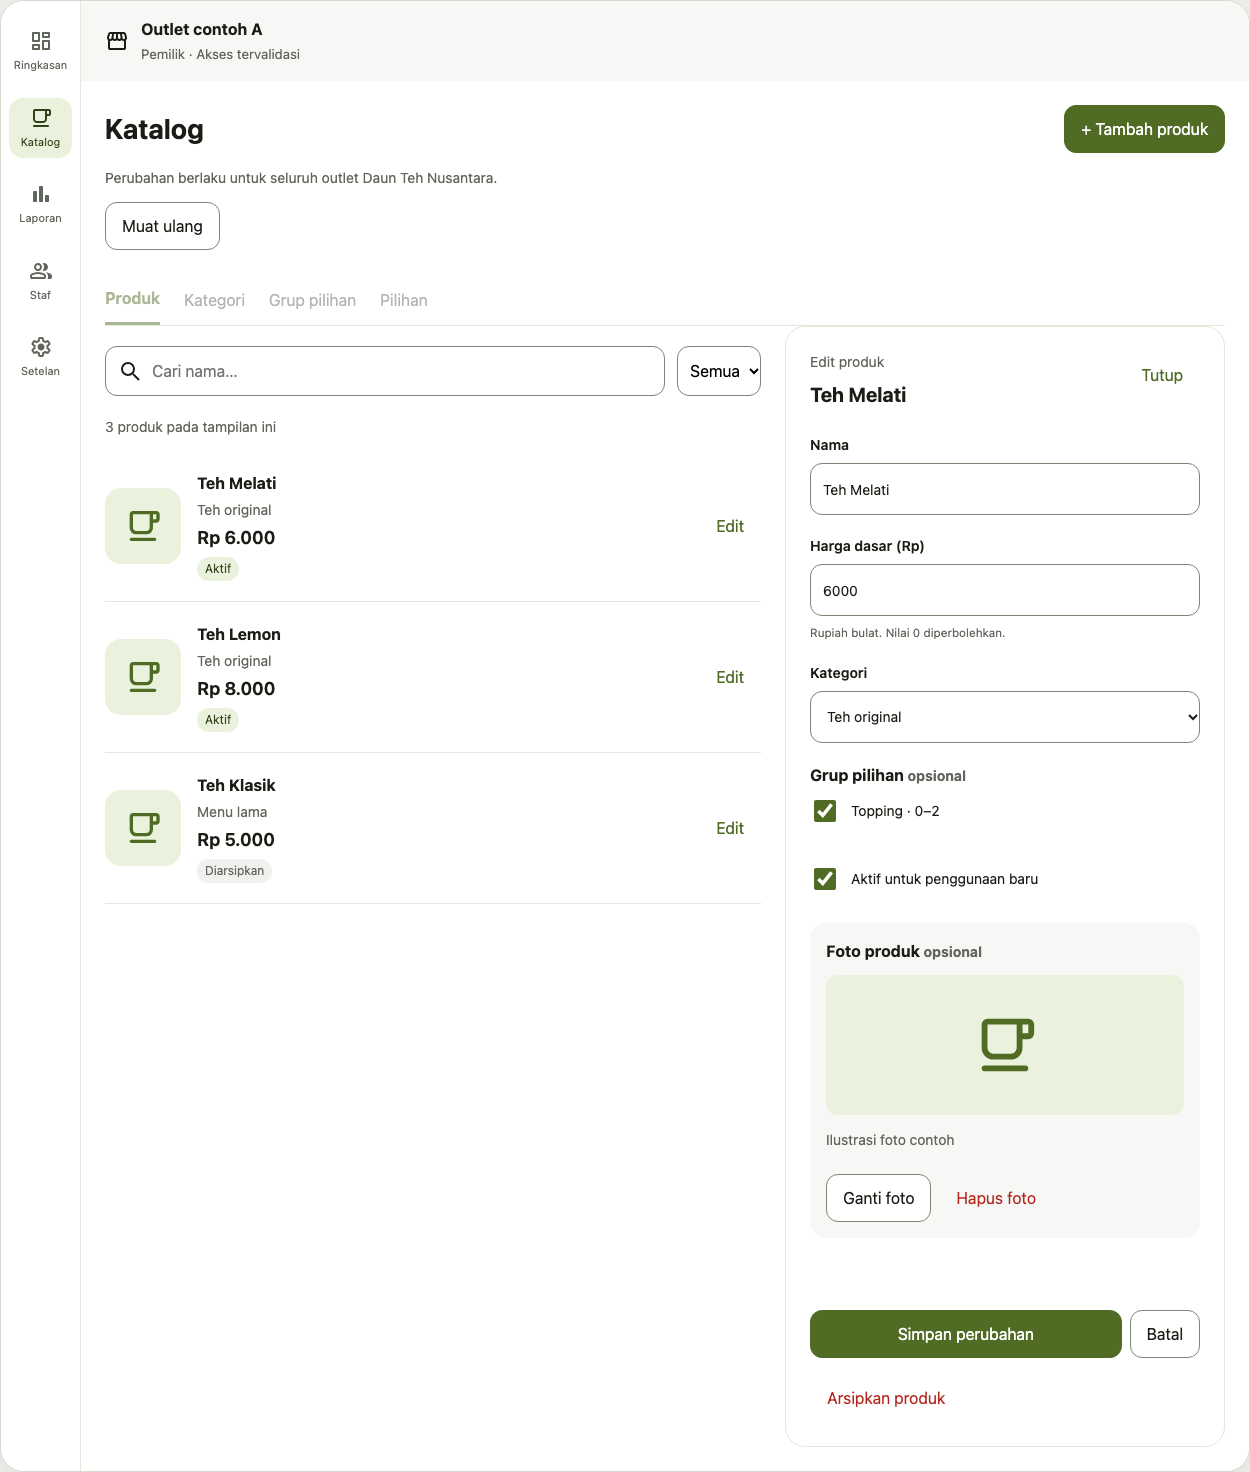 Ringkasan
Katalog
Laporan
Staf
Setelan
Outlet contoh A
Pemilik · Akses tervalidasi
Katalog
+ Tambah produk
Perubahan berlaku untuk seluruh outlet Daun Teh Nusantara.
Muat ulang
Produk Kategori Grup pilihan Pilihan
Cari nama...
Semua
3 produk pada tampilan ini
Teh Melati
Teh original
Rp 6.000
Aktif
Edit
Teh Lemon
Teh original
Rp 8.000
Aktif
Edit
Teh Klasik
Menu lama
Rp 5.000
Diarsipkan
Edit
Edit produk
Teh Melati
Tutup
Nama
Teh Melati
Harga dasar (Rp)
6000
Rupiah bulat. Nilai 0 diperbolehkan.
Kategori
Teh original
Grup pilihan opsional
Topping · 0–2
Aktif untuk penggunaan baru
Foto produk opsional
Ilustrasi foto contoh
Ganti foto
Hapus foto
Simpan perubahan
Batal
Arsipkan produk